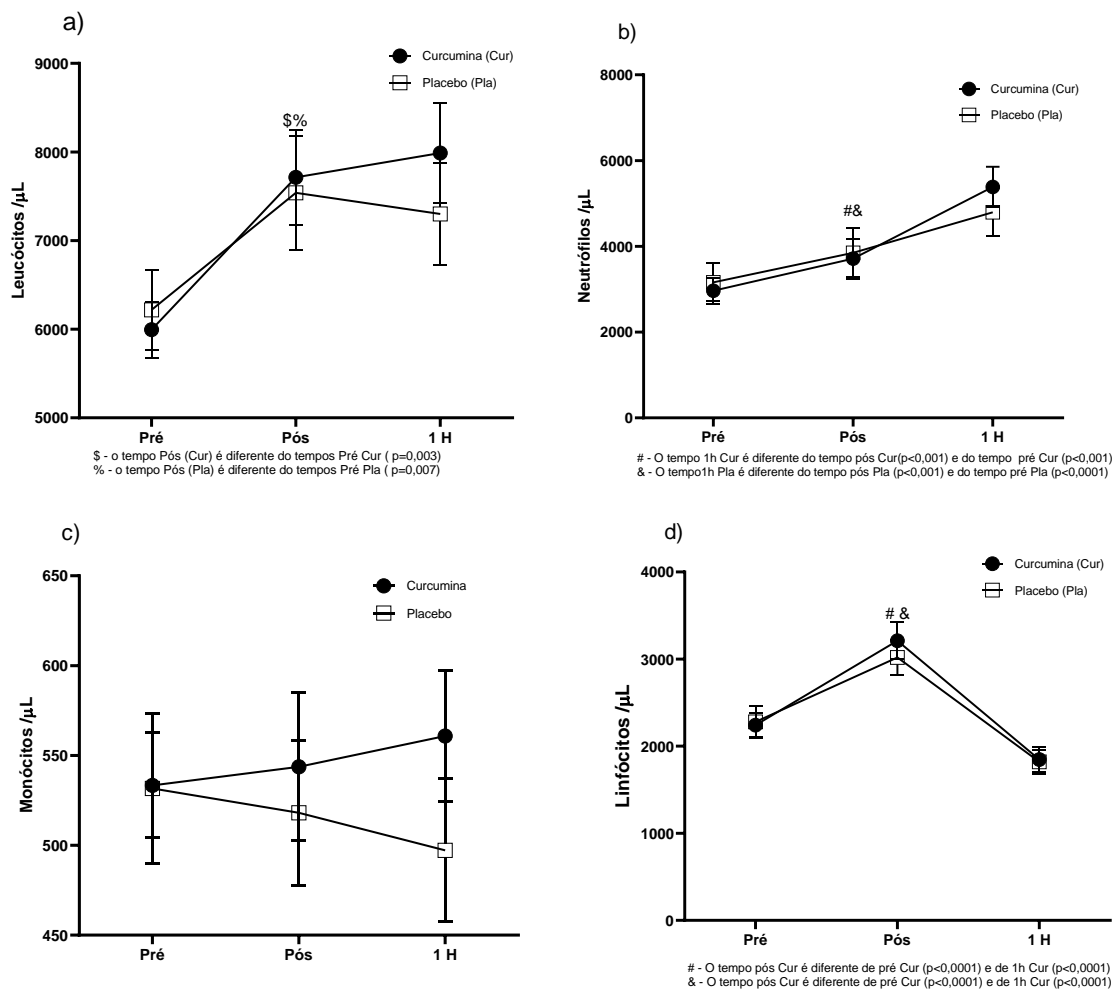 a)
Curcumina (Cur)
Placebo (Pla)
9000
8000
7000
6000
5000
Leucócitos /µL
$%
Pré
Pós
1 H
$ - o tempo Pós (Cur) é diferente do tempos Pré Cur ( p=0,003)
% - o tempo Pós (Pla) é diferente do tempos Pré Pla ( p=0,007)
b)
Curcumina (Cur)
Placebo (Pla)
8000
6000
4000
2000
0
Neutrófilos /µL
#&
Pré
Pós
1 H
# - O tempo 1h Cur é diferente do tempo pós Cur(p<0,001) e do tempo pré Cur (p<0,001)
& - O tempo1h Pla é diferente do tempo pós Pla (p<0,001) e do tempo pré Pla (p<0,0001)
c)
Curcumina
Placebo
650
600
550
500
450
Monócitos /µL
Pré
Pós
1 H
d)
Curcumina (Cur)
Placebo (Pla)
4000
3000
2000
1000
0
Linfócitos /µL
# &
Pré
Pós
1 H
# - O tempo pós Cur é diferente de pré Cur (p<0,0001) e de 1h Cur (p<0,0001)
& - O tempo pós Cur é diferente de pré Cur (p<0,0001) e de 1h Cur (p<0,0001)